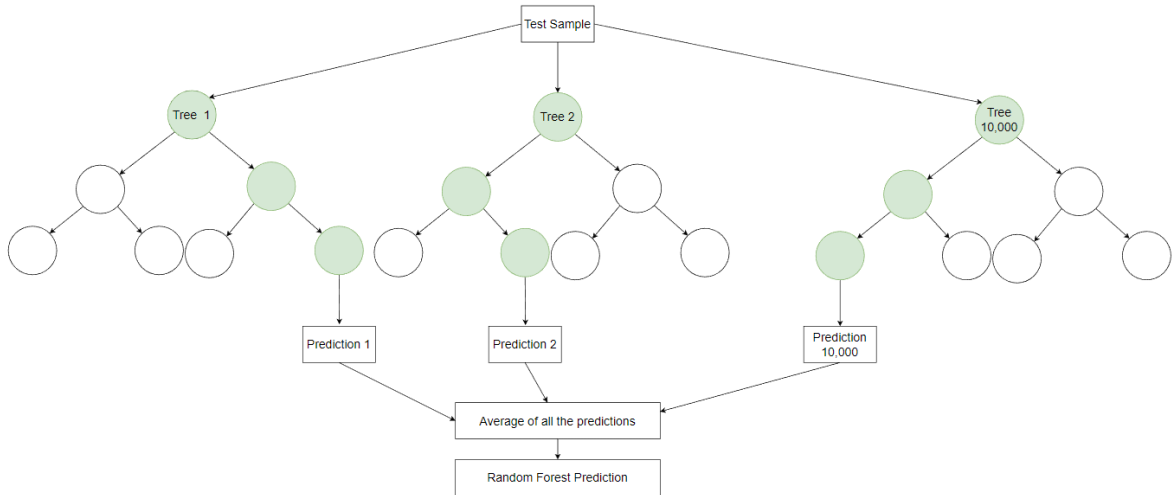 Test Sample
Tree 1
Tree 2
Tree
10,000
Prediction 1
Prediction 2
Prediction
10,000
Average of all the predictions
Random Forest Prediction